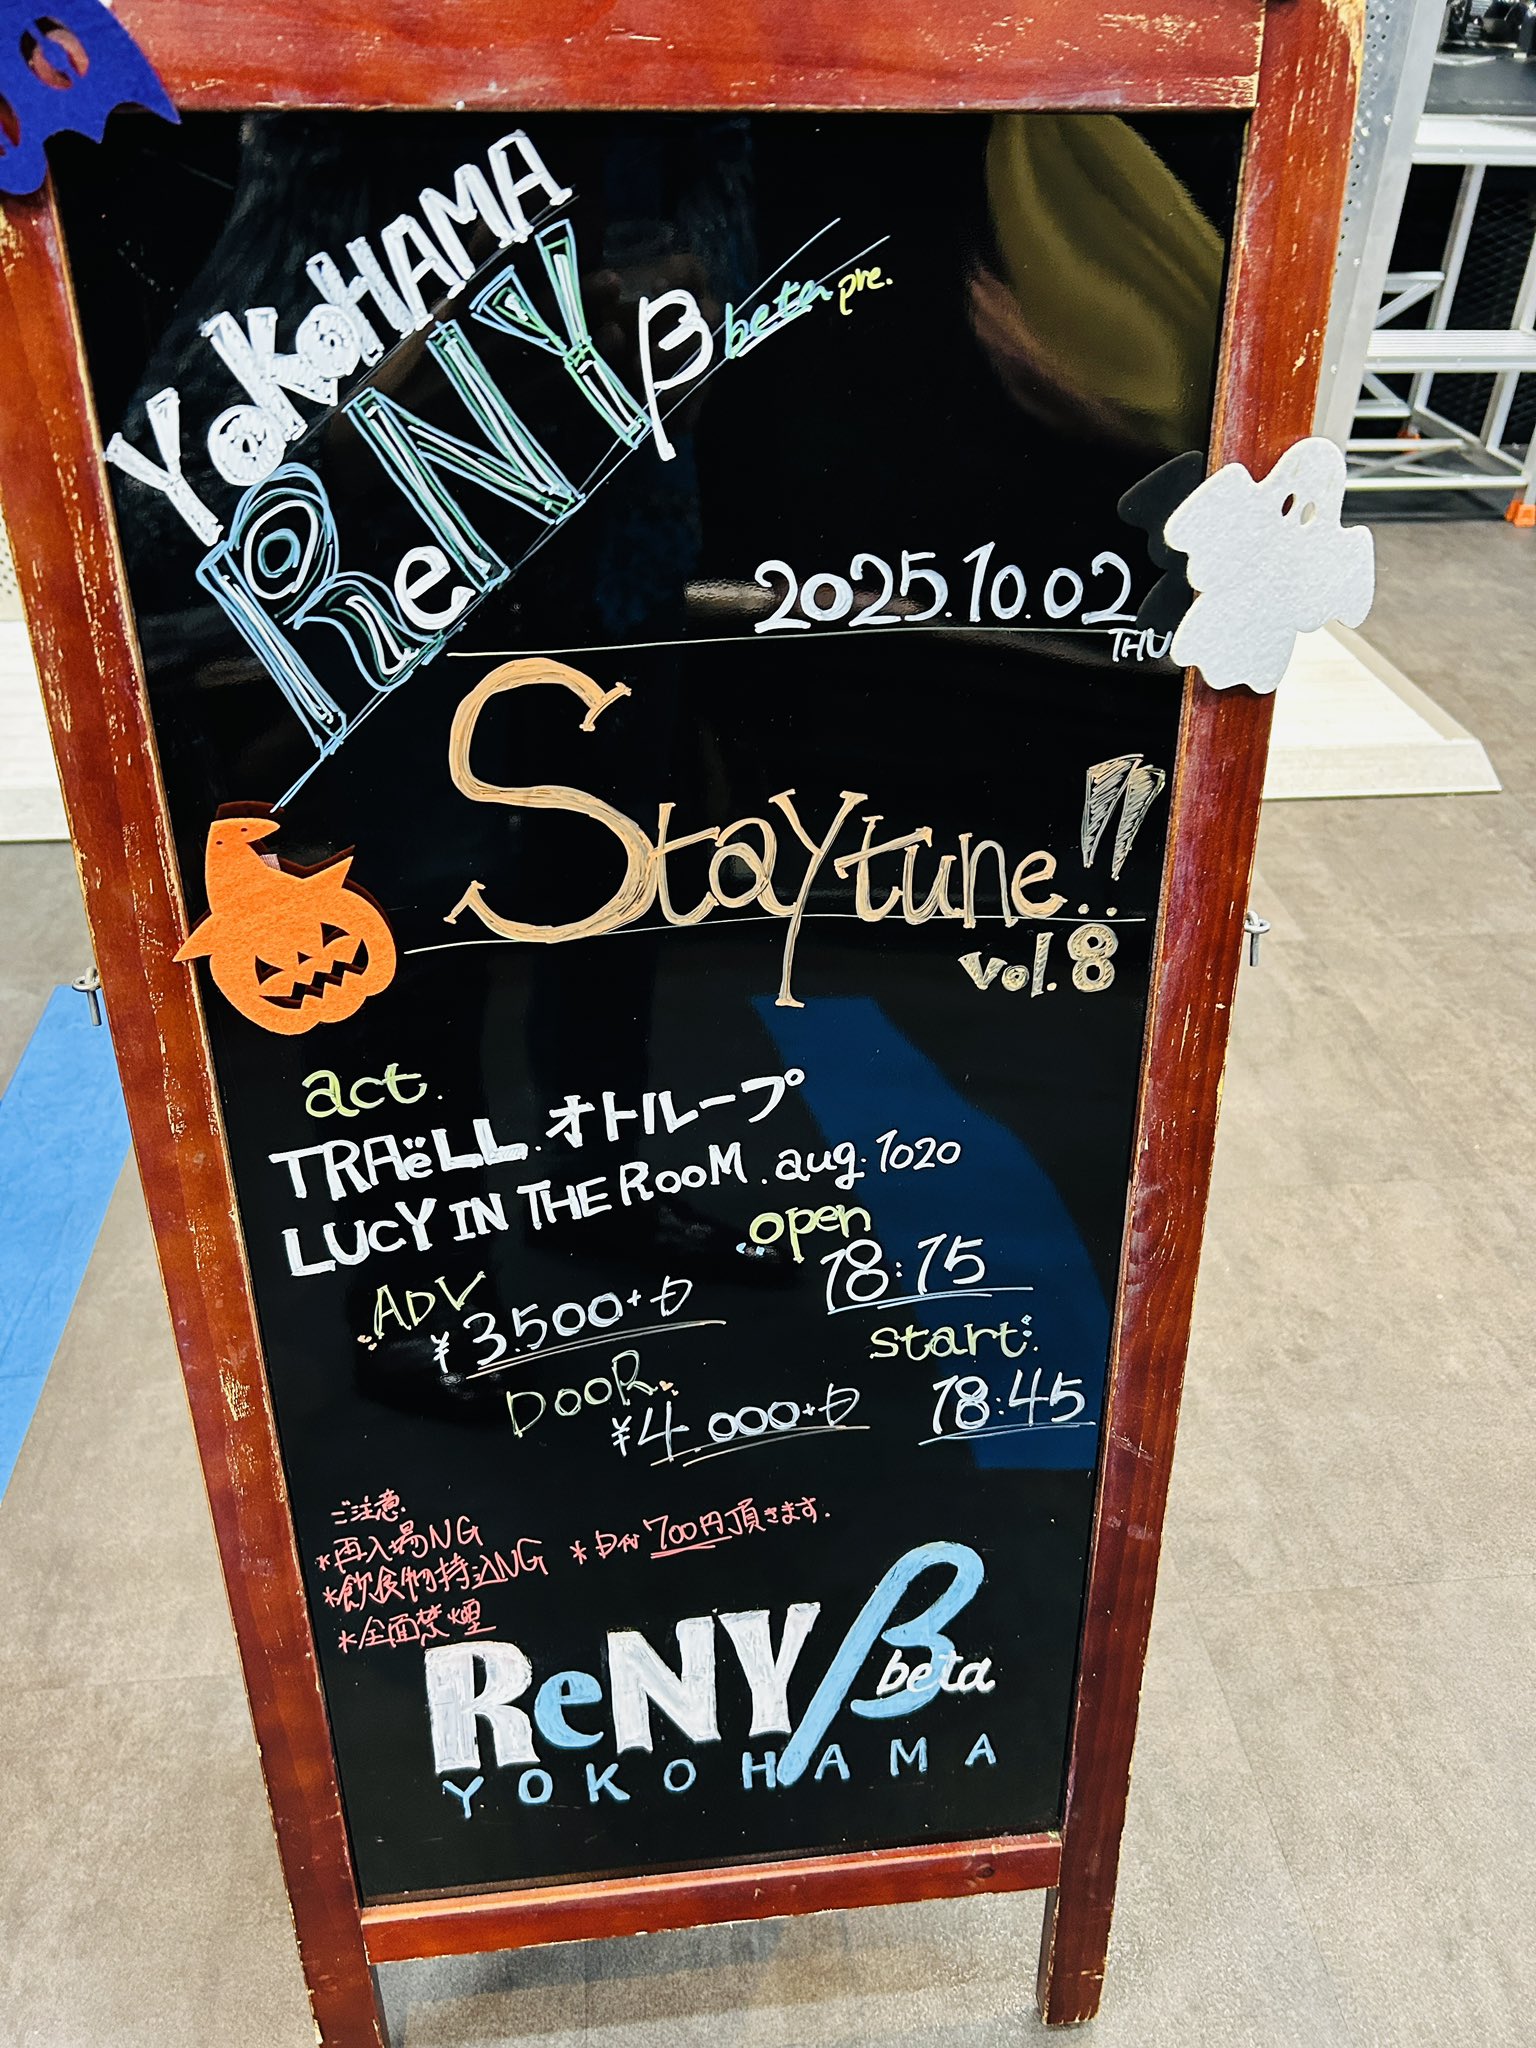 YOKOHAMA
ReNY β beta pre.
2025.10.02
THU
Staytune..!!
vol.8
act.
TRAëLL.オトループ
LUCY IN THE ROOM.aug.1020
open
18:15
ADV
¥3.500+D
start:
18:45
DOOR
¥4.000+D
ご注意
*再入場NG
*飲食物持込NG *D代700円頂きます.
*全面禁煙
ReNY β beta
YOKOHAMA